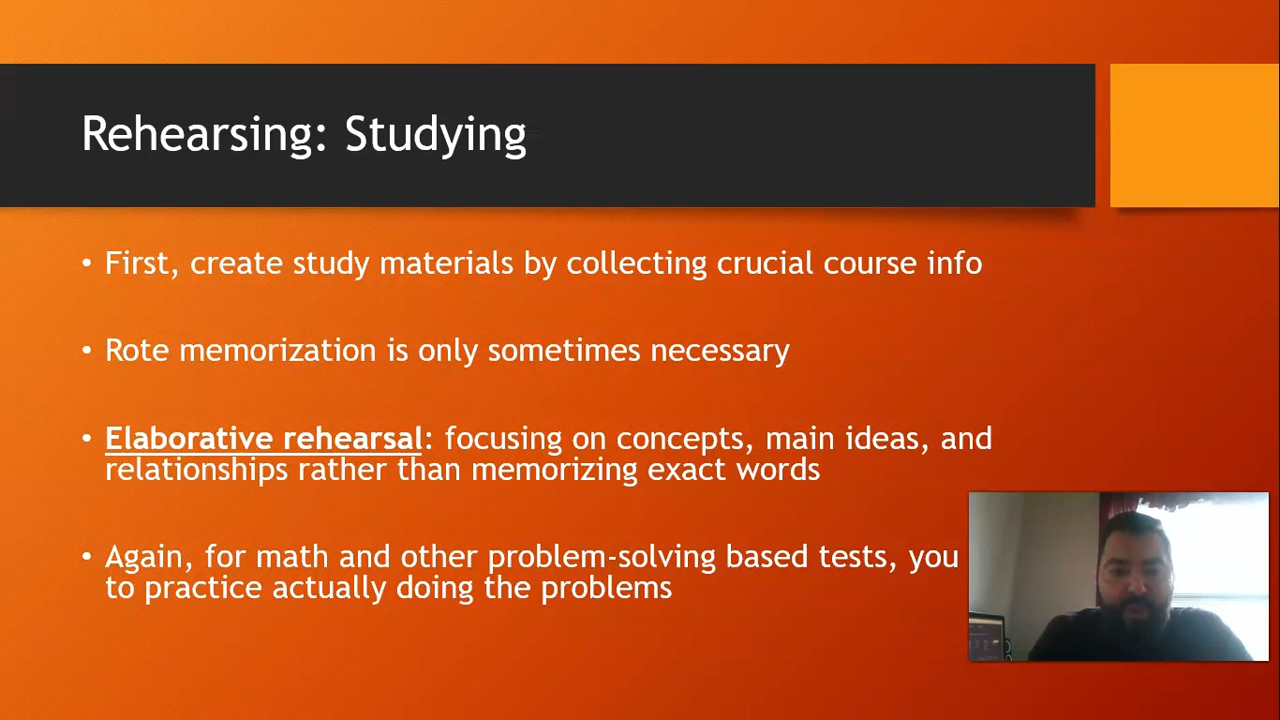 Rehearsing: Studying
• First, create study materials by collecting crucial course info
• Rote memorization is only sometimes necessary
• Elaborative rehearsal: focusing on concepts, main ideas, and
relationships rather than memorizing exact words
• Again, for math and other problem-solving based tests, you
to practice actually doing the problems